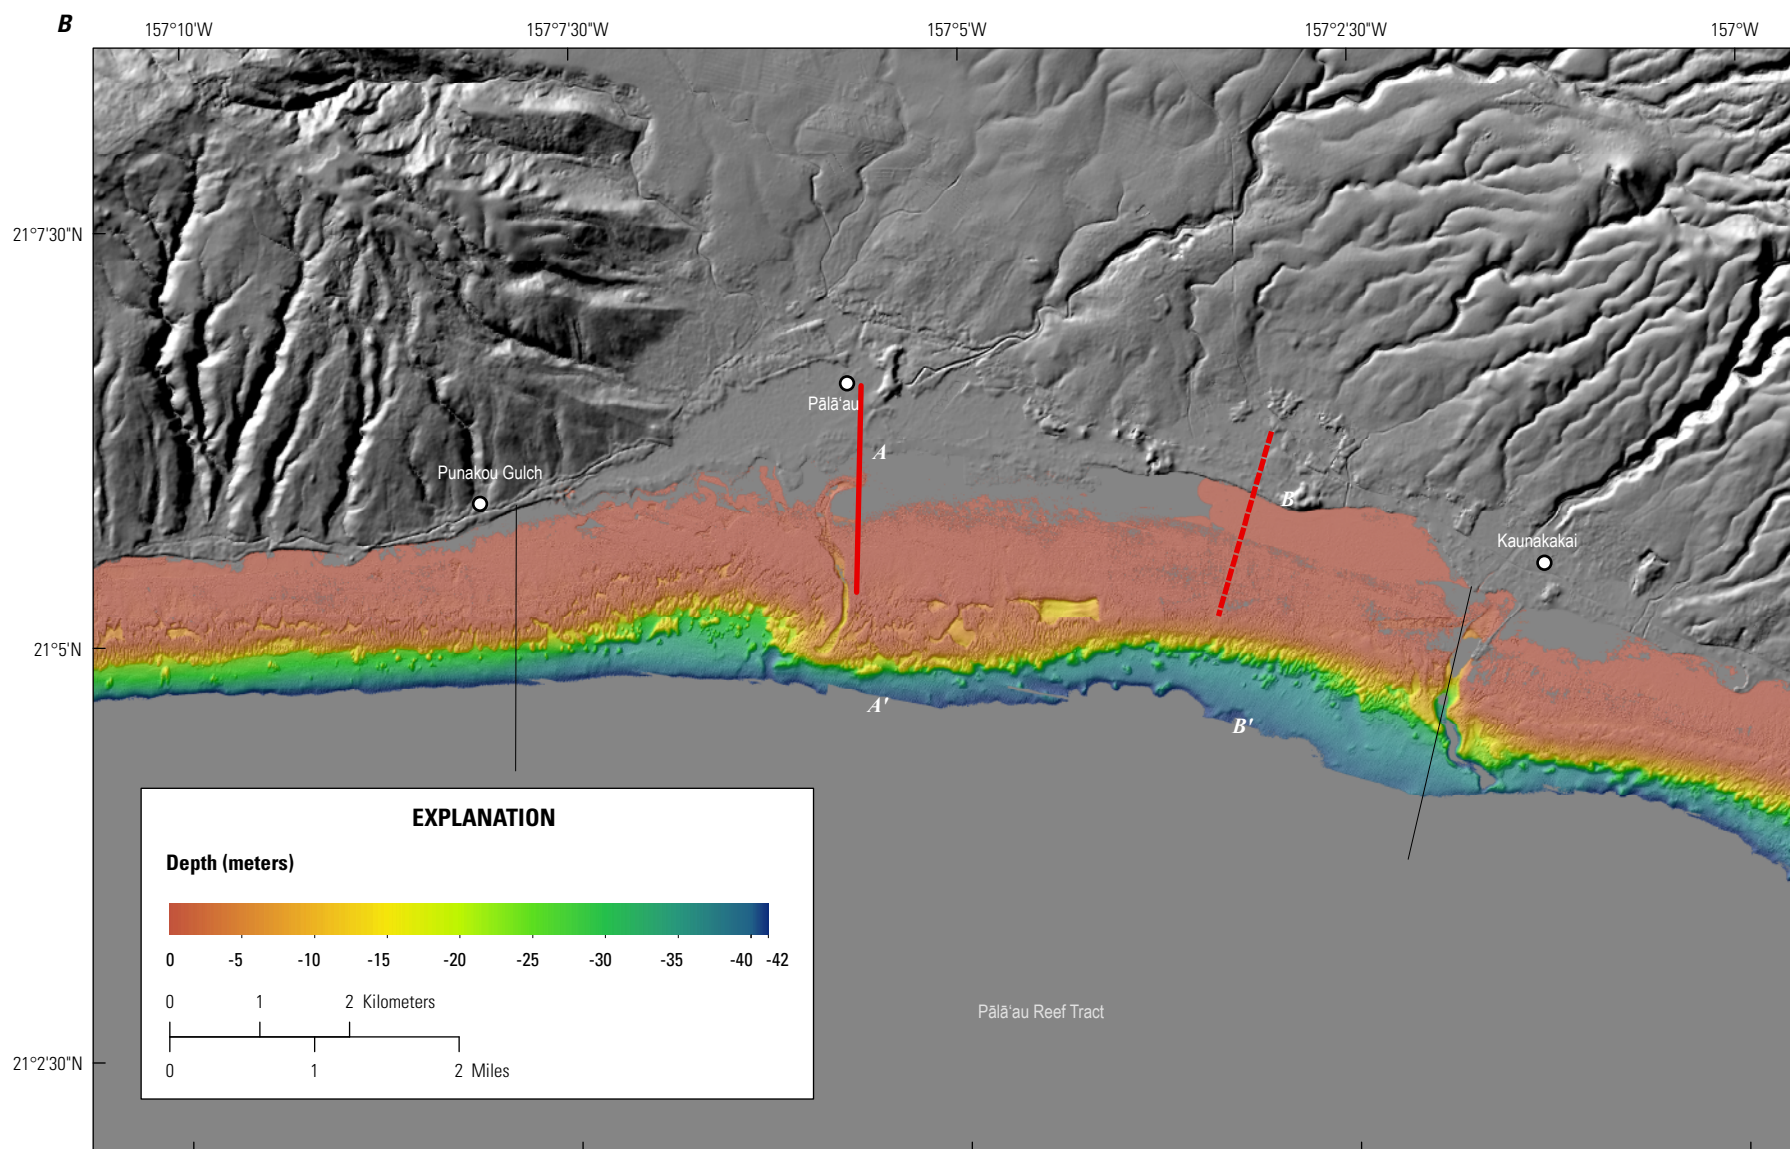 B
157°10'W 157°7'30"W 157°5'W 157°2'30"W 157°W
21°7'30"N
Pālā‘au
A
Punakou Gulch
B
Kaunakakai
21°5'N
A'
B'
EXPLANATION
Depth (meters)
0 -5 -10 -15 -20 -25 -30 -35 -40 -42
0 1 2 Kilometers
Pālā‘au Reef Tract
21°2'30"N
0 1 2 Miles